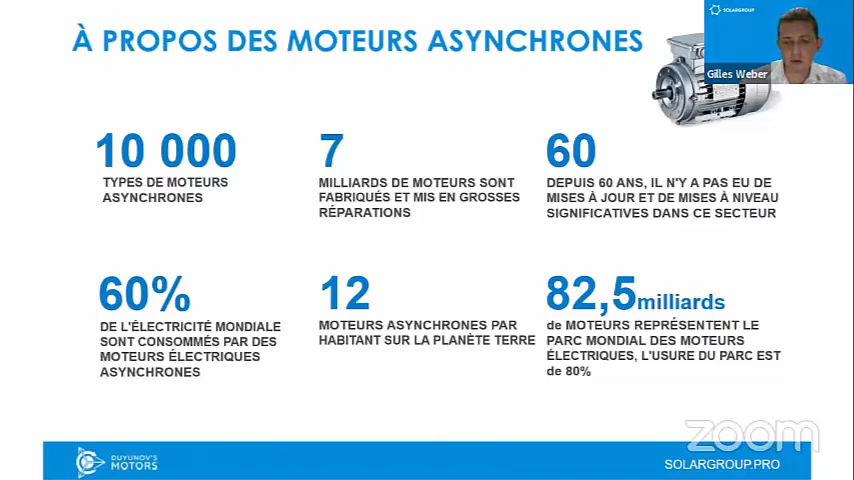 À PROPOS DES MOTEURS ASYNCHRONES
SOLARGROUP
Gilles Weber
10 000
TYPES DE MOTEURS
ASYNCHRONES
7
MILLIARDS DE MOTEURS SONT
FABRIQUÉS ET MIS EN GROSSES
RÉPARATIONS
60
DEPUIS 60 ANS, IL N'Y A PAS EU DE
MISES À JOUR ET DE MISES À NIVEAU
SIGNIFICATIVES DANS CE SECTEUR
60%
DE L'ÉLECTRICITÉ MONDIALE
SONT CONSOMMÉS PAR DES
MOTEURS ÉLECTRIQUES
ASYNCHRONES
12
MOTEURS ASYNCHRONES PAR
HABITANT SUR LA PLANÈTE TERRE
82,5 milliards
de MOTEURS REPRÉSENTENT LE
PARC MONDIAL DES MOTEURS
ÉLECTRIQUES, L'USURE DU PARC EST
de 80%
zoom
DUYUNOV'S
MOTORS
SOLARGROUP.PRO